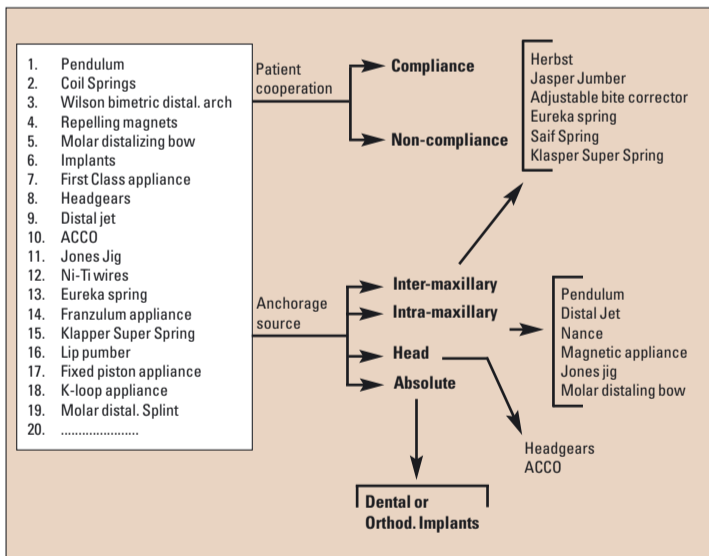 1. Pendulum
2. Coil Springs
3. Wilson bimetric distal. arch
4. Repelling magnets
5. Molar distalizing bow
6. Implants
7. First Class appliance
8. Headgears
9. Distal jet
10. ACCO
11. Jones Jig
12. Ni-Ti wires
13. Eureka spring
14. Franzulum appliance
15. Klapper Super Spring
16. Lip pumber
17. Fixed piston appliance
18. K-loop appliance
19. Molar distal. Splint
20. ......................
Patient
cooperation
Compliance
Non-compliance
Herbst
Jasper Jumber
Adjustable bite corrector
Eureka spring
Saif Spring
Klasper Super Spring
Anchorage
source
Inter-maxillary
Intra-maxillary
Head
Absolute
Pendulum
Distal Jet
Nance
Magnetic appliance
Jones jig
Molar distaling bow
Headgears
ACCO
Dental or
Orthod. Implants